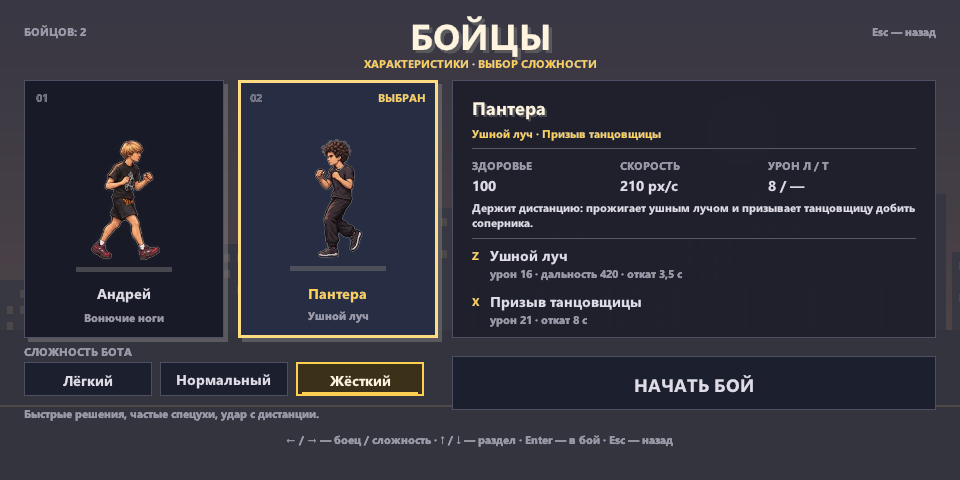 БОЙЦОВ: 2
БОЙЦЫ
Esc — назад
ХАРАКТЕРИСТИКИ · ВЫБОР СЛОЖНОСТИ
01
Андрей
Вонючие ноги
02
ВЫБРАН
Пантера
Ушной луч
Пантера
Ушной луч · Призыв танцовщицы
ЗДОРОВЬЕ
СКОРОСТЬ
УРОН Л / Т
100
210 px/c
8 / —
Держит дистанцию: прожигает ушным лучом и призывает танцовщицу добить
соперника.
Z Ушной луч
урон 16 · дальность 420 · откат 3,5 с
X Призыв танцовщицы
урон 21 · откат 8 с
СЛОЖНОСТЬ БОТА
Лёгкий
Нормальный
Жёсткий
НАЧАТЬ БОЙ
Быстрые решения, частые спецухи, удар с дистанции.
← / → — боец / сложность · ↑ / ↓ — раздел · Enter — в бой · Esc — назад